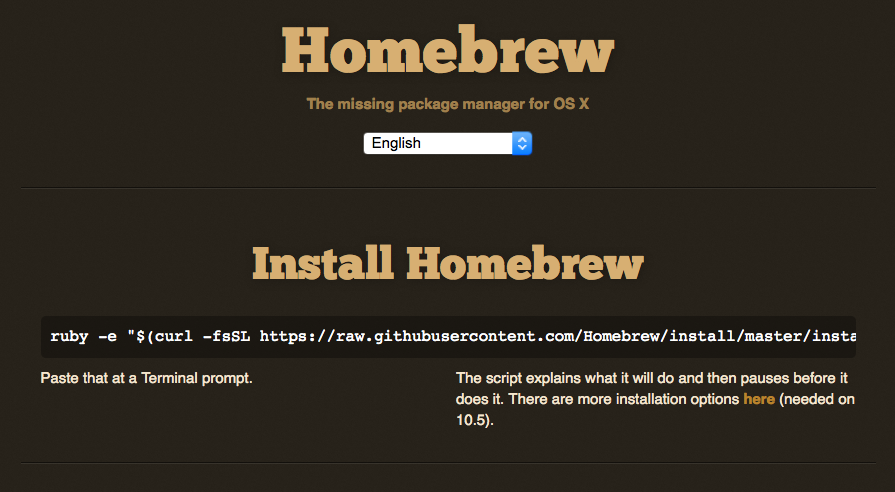 Homebrew
The missing package manager for OS X
English
Install Homebrew
ruby -e "$(curl -fsSL https://raw.githubusercontent.com/Homebrew/install/master/insta
Paste that at a Terminal prompt.
The script explains what it will do and then pauses before it
does it. There are more installation options here (needed on
10.5).